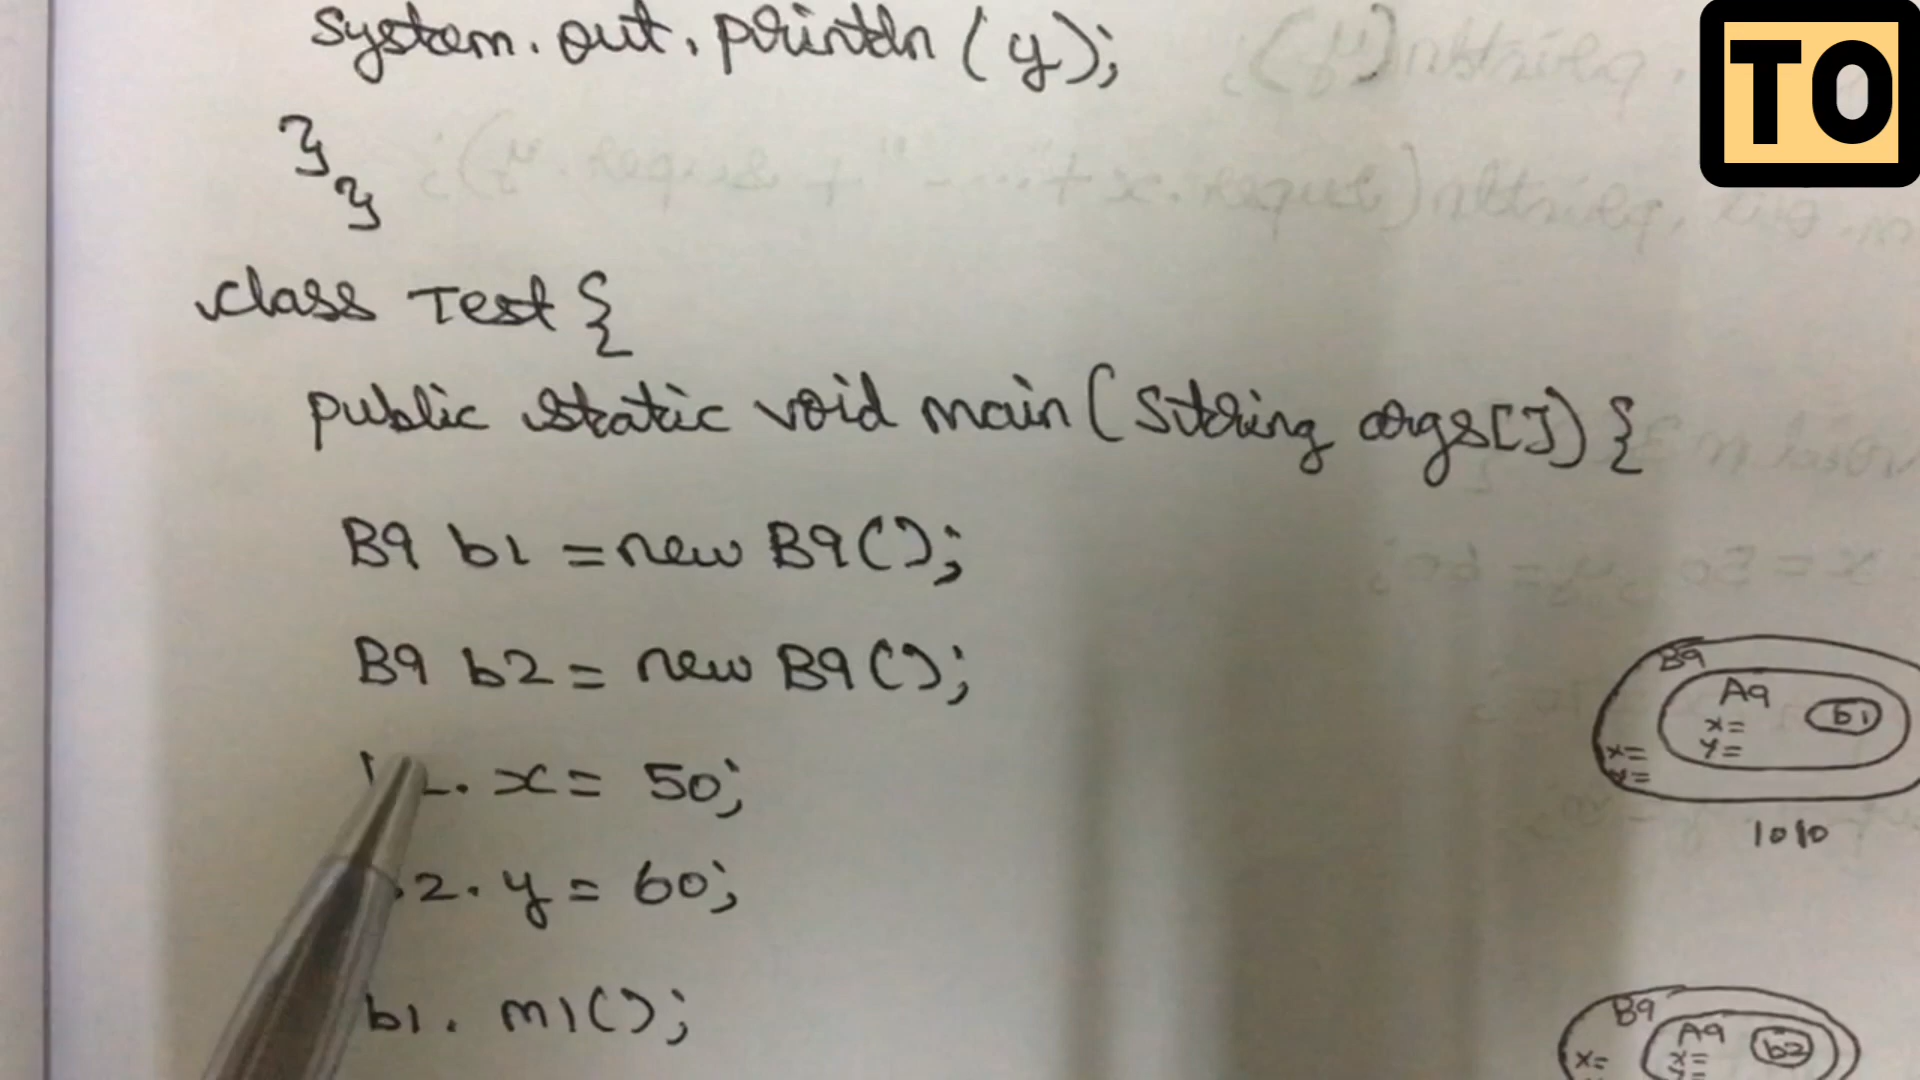 system.out.println(y);
}
}
class Test{
public static void main(String args[]){
B9 b1 = new B9();
B9 b2 = new B9();
.x = 50;
2.y = 60;
b1.m1();
B9
A9
b1
x=
y=
x=
y=
1010
B9
A9
b2
x=
x=
TO